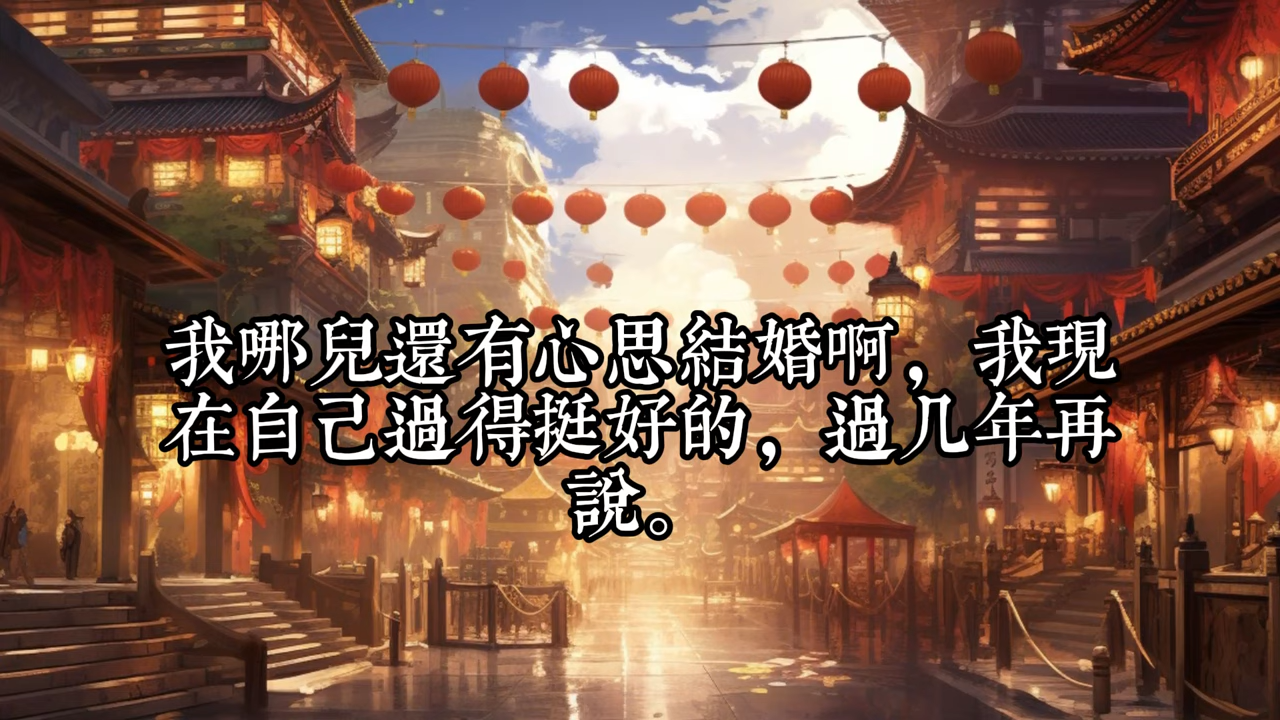 我哪兒還有心思結婚啊，我現
在自己過得挺好的，過几年再
說。